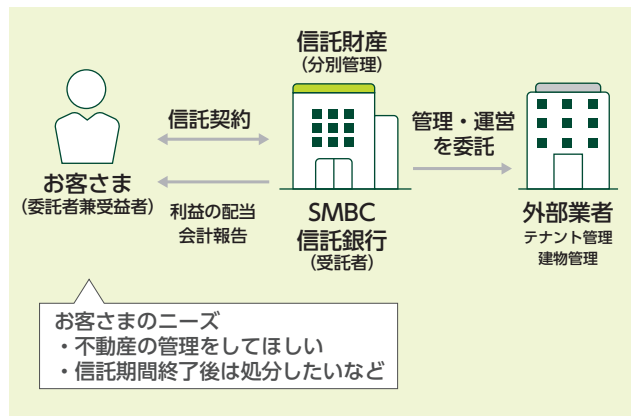 信託財産
（分別管理）
信託契約
管理・運営
を委託
お客さま
（委託者兼受益者）
利益の配当
会計報告
SMBC
信託銀行
（受託者）
外部業者
テナント管理
建物管理
お客さまのニーズ
・不動産の管理をしてほしい
・信託期間終了後は処分したいなど